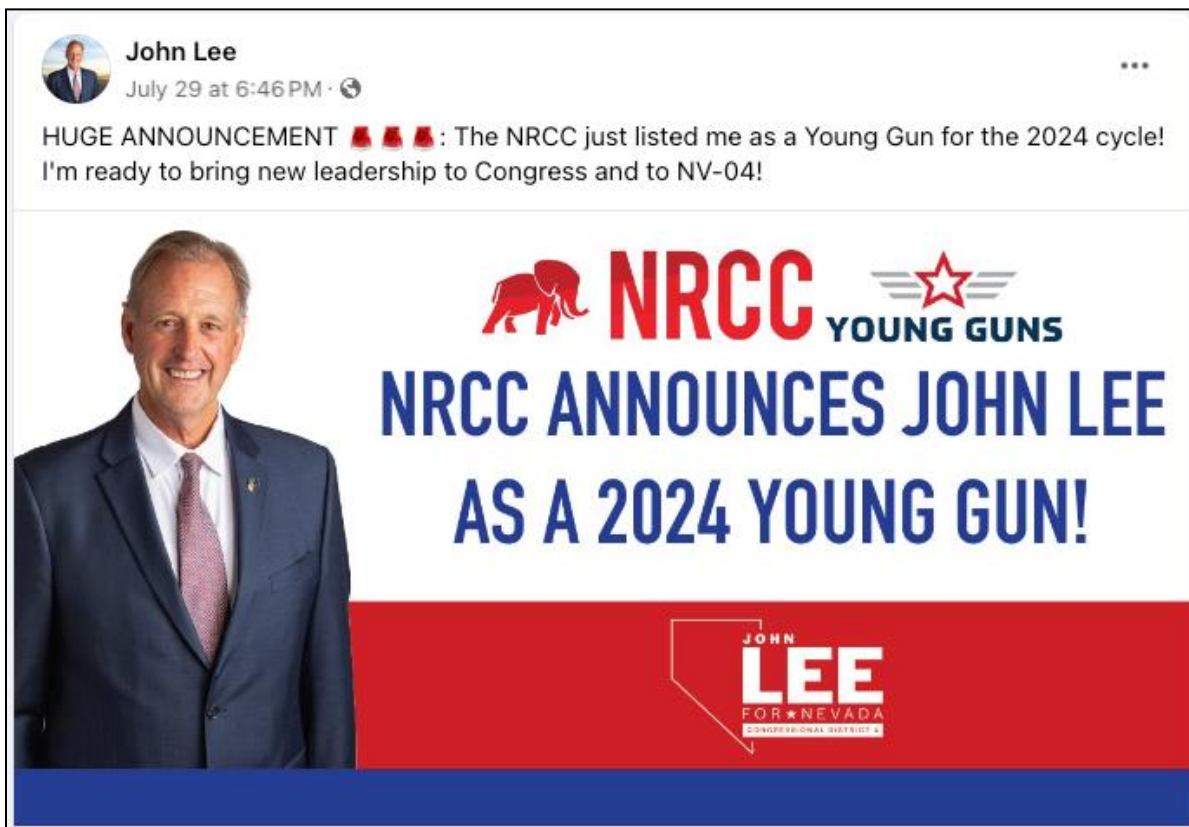 John Lee
July 29 at 6:46 PM ·
HUGE ANNOUNCEMENT 🚨🚨🚨: The NRCC just listed me as a Young Gun for the 2024 cycle!
I'm ready to bring new leadership to Congress and to NV-04!
NRCC
YOUNG GUNS
NRCC ANNOUNCES JOHN LEE
AS A 2024 YOUNG GUN!
JOHN
LEE
FOR★NEVADA
CONGRESSIONAL DISTRICT 4